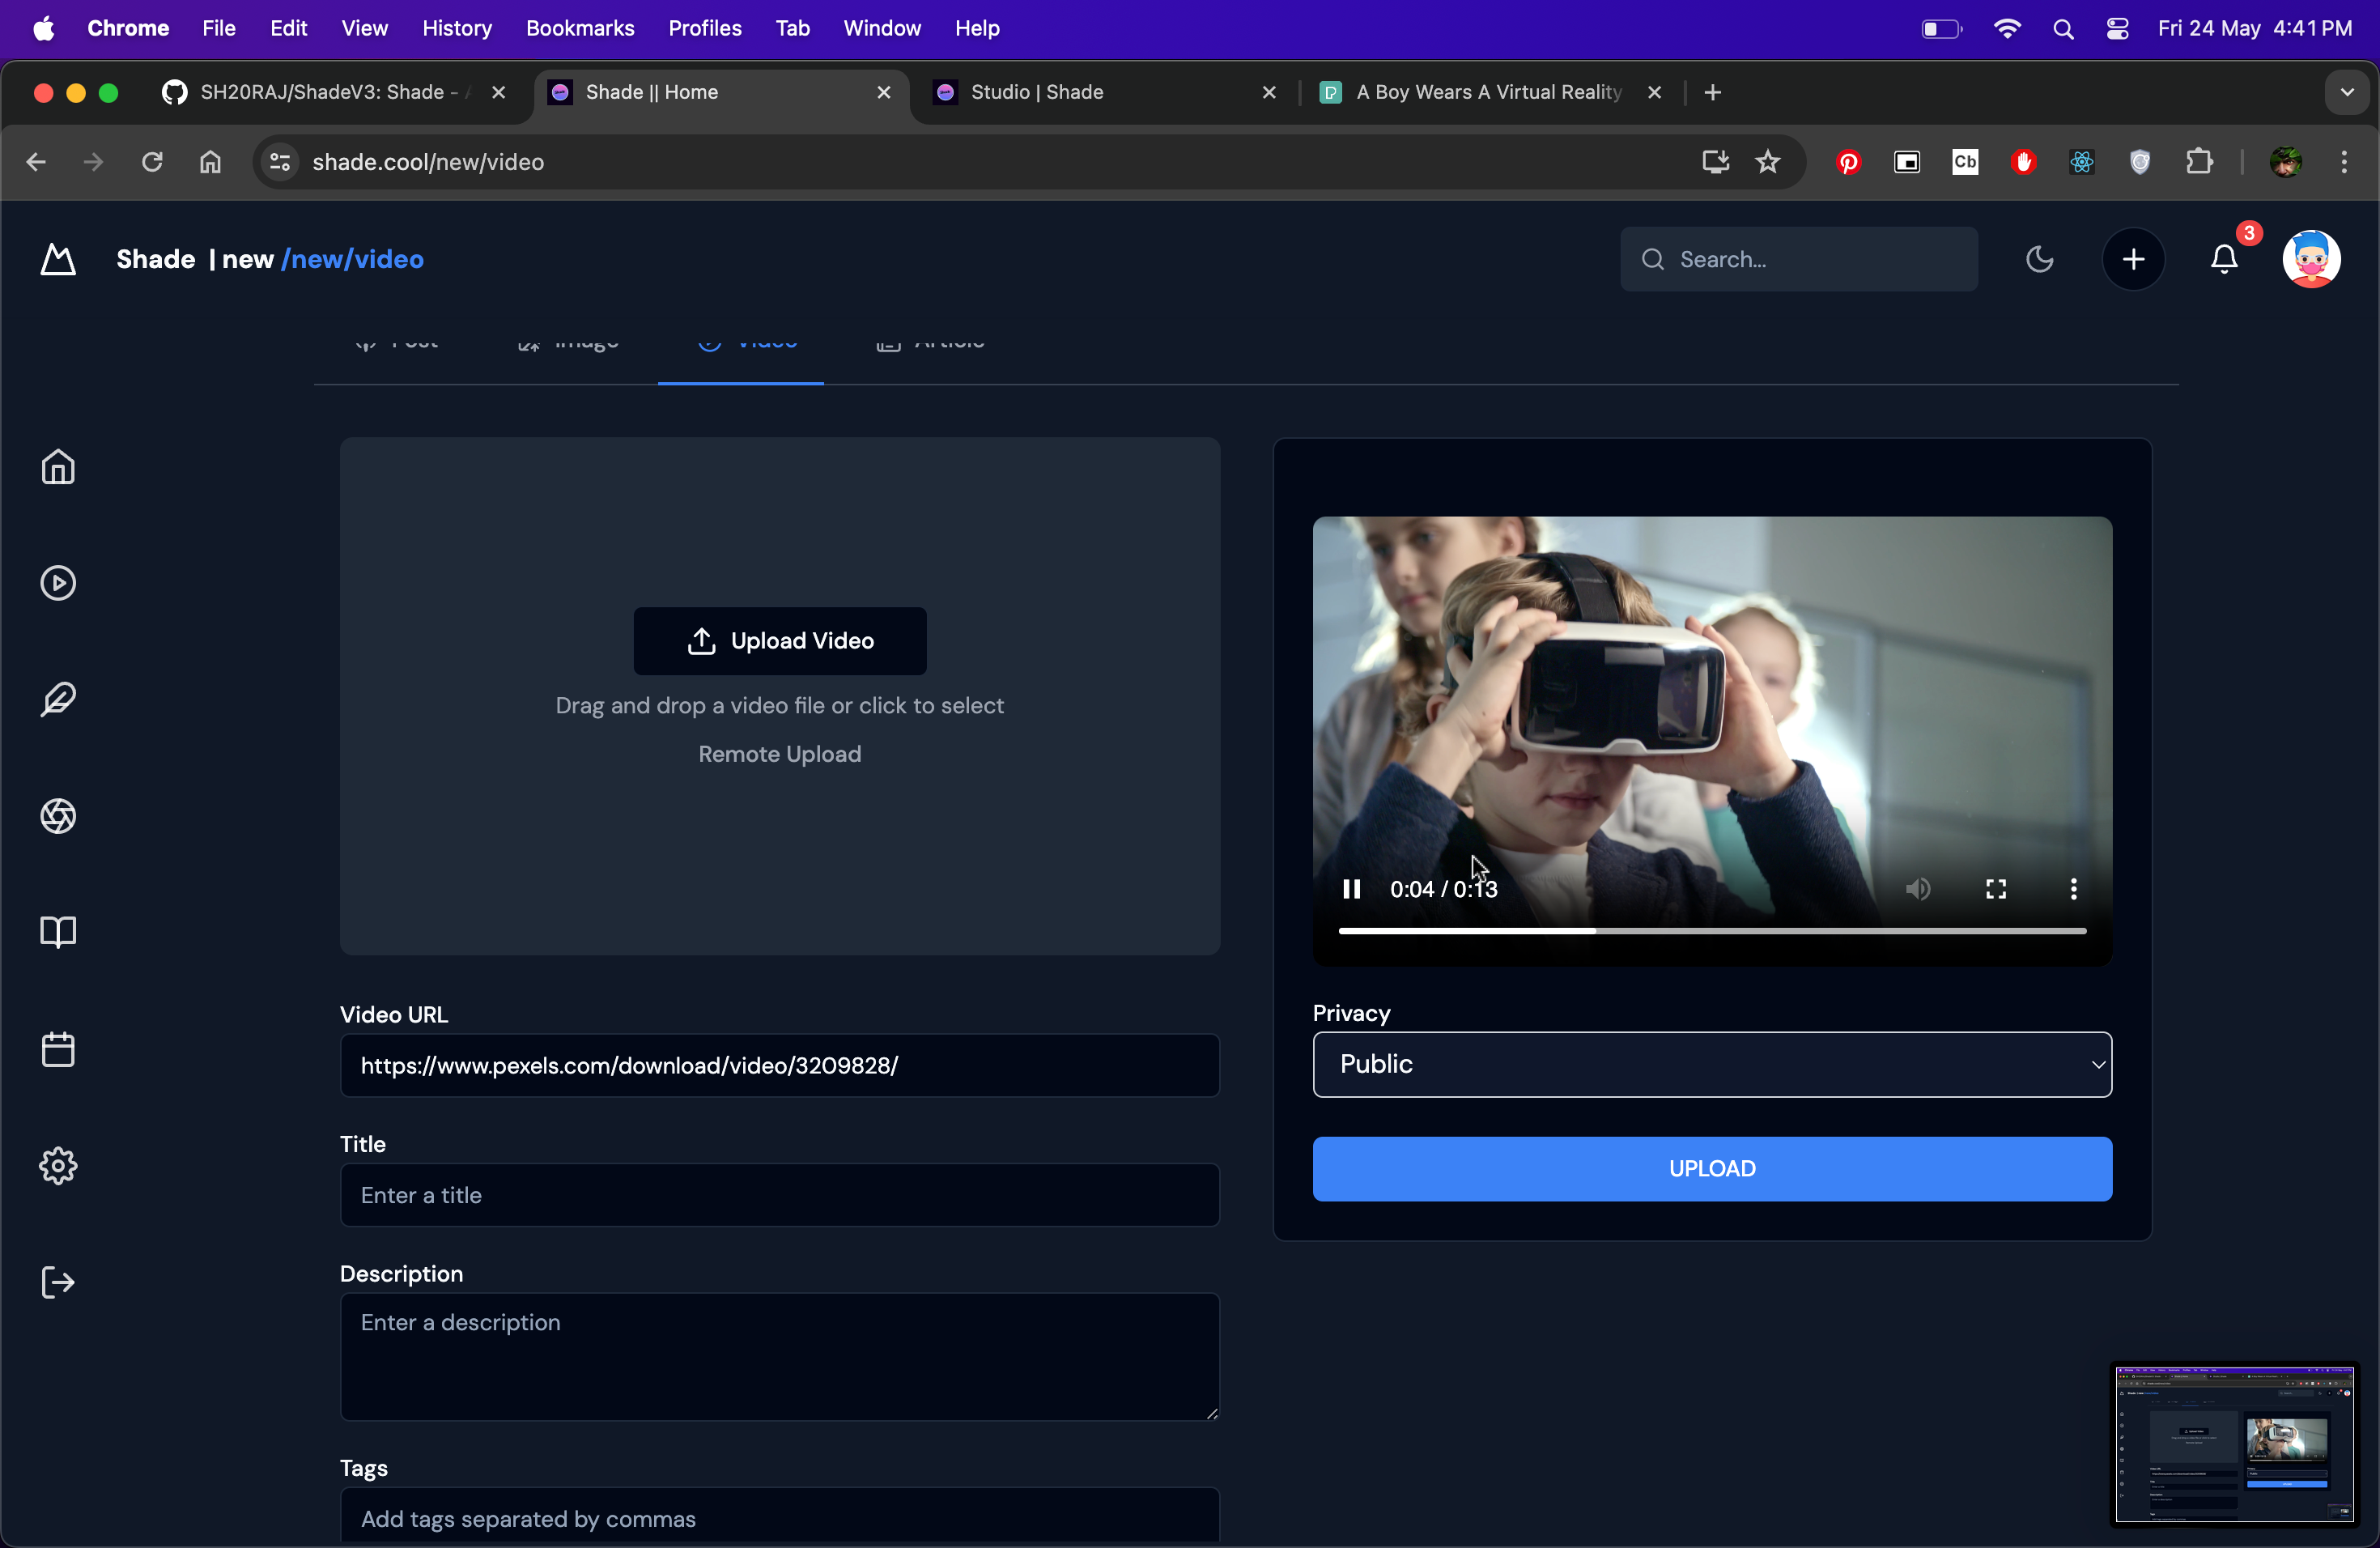 Chrome File Edit View History Bookmarks Profiles Tab Window Help Fri 24 May 4:41 PM
SH20RAJ/ShadeV3: Shade - Shade || Home Studio | Shade A Boy Wears A Virtual Reality
shade.cool/new/video
Cb
Shade | new /new/video Search... 3
Post Image Video Article
Upload Video
Drag and drop a video file or click to select
Remote Upload
0:04 / 0:13
Video URL
https://www.pexels.com/download/video/3209828/
Title
Enter a title
Description
Enter a description
Tags
Add tags separated by commas
Privacy
Public
UPLOAD